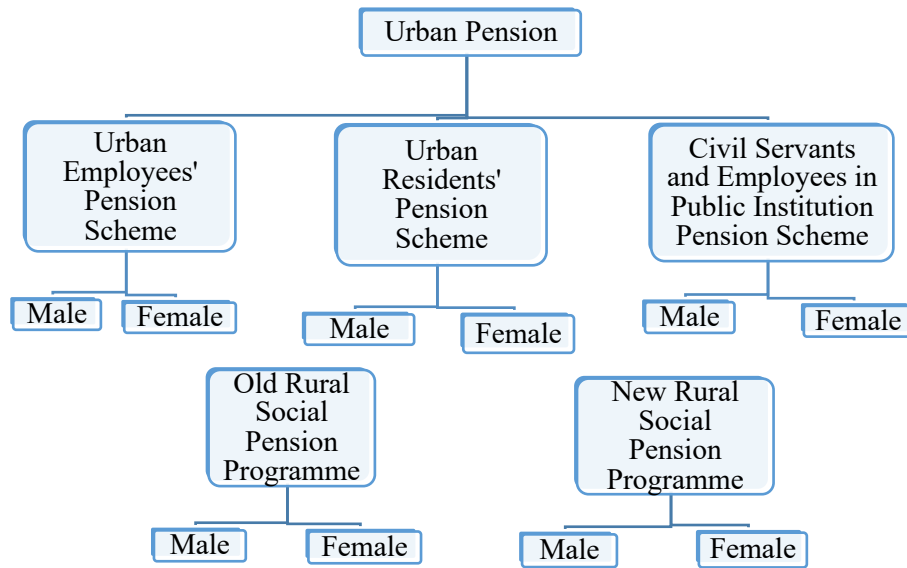 Urban Pension
Urban
Employees'
Pension
Scheme
Urban
Residents'
Pension
Scheme
Civil Servants
and Employees in
Public Institution
Pension Scheme
Male
Female
Male
Female
Male
Female
Old Rural
Social
Pension
Programme
New Rural
Social
Pension
Programme
Male
Female
Male
Female